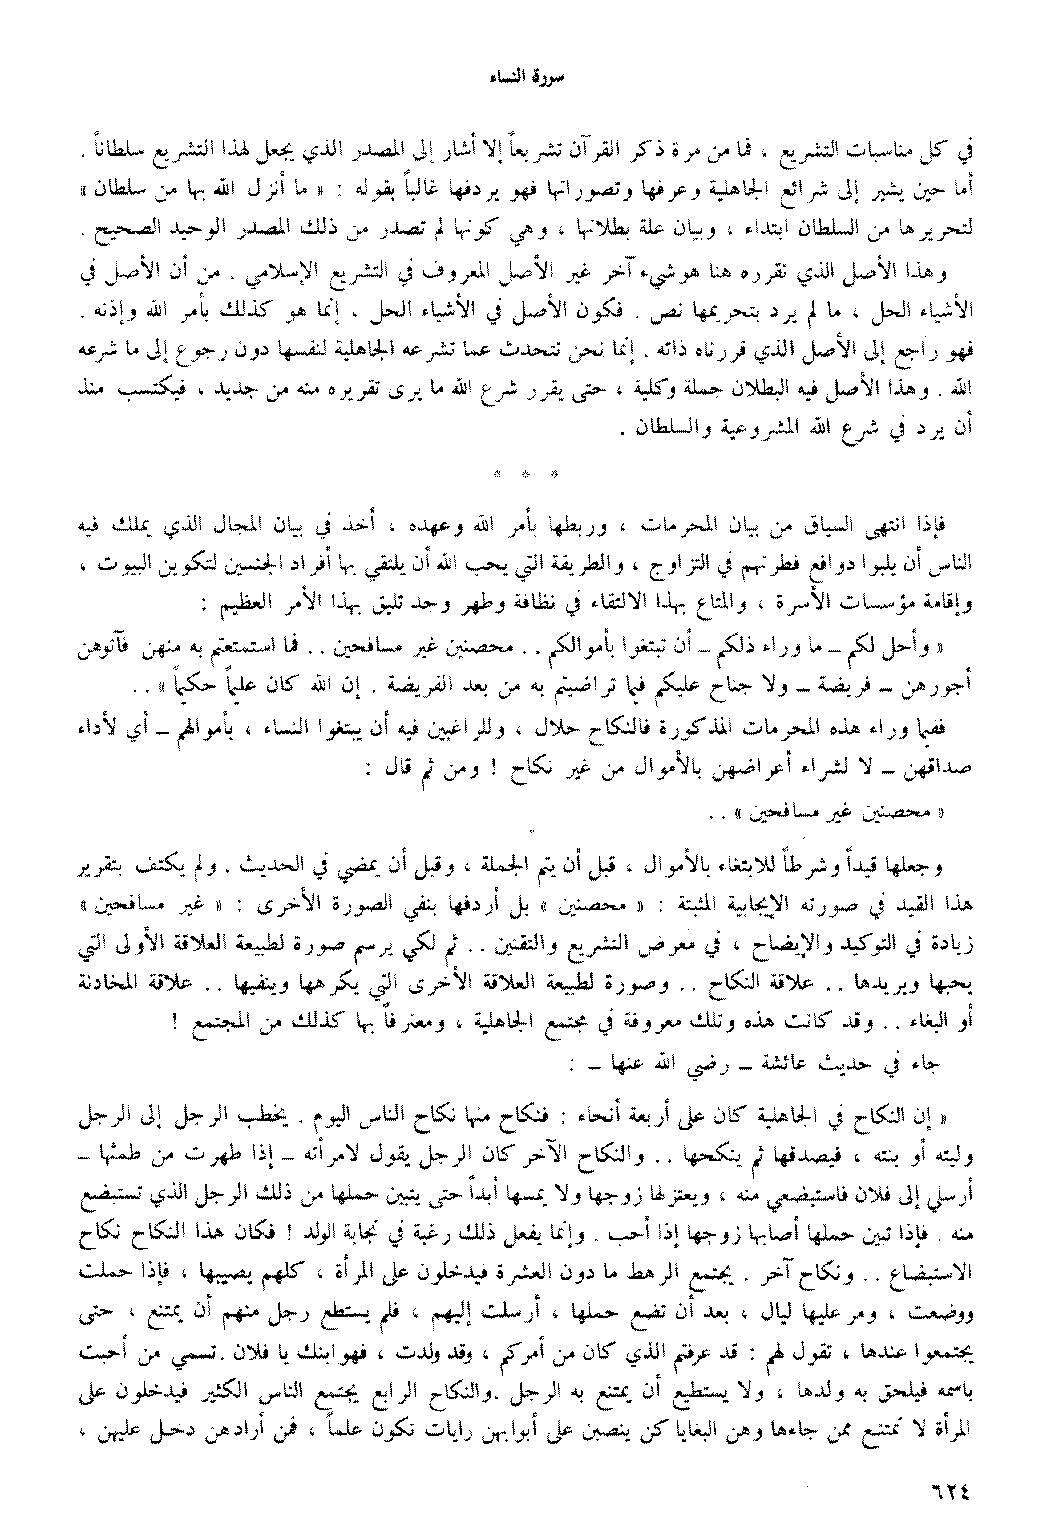 سورة النساء
في كل مناسبات التشريع ، فما من مرة ذكر القرآن تشريعاً إلا أشار إلى المصدر الذي يجعل لهذا التشريع سلطاناً .
أما حين يشير إلى شرائع الجاهلية وعرفها وتصوراتها فهو يردفها غالباً بقوله : « ما أنزل الله بها من سلطان »
لتحريرها من السلطان ابتداء ، وبيان علة بطلانها ، وهي كونها لم تصدر من ذلك المصدر الوحيد الصحيح .
وهذا الأصل الذي نقرره هنا هو شيء آخر غير الأصل المعروف في التشريع الإسلامي . من أن الأصل في
الأشياء الحل ، ما لم يرد بتحريمها نص . فكون الأصل في الأشياء الحل ، إنما هو كذلك بأمر الله وإذنه .
فهو راجع إلى الأصل الذي قررناه ذاته . إنما نحن نتحدث عما تشرعه الجاهلية لنفسها دون رجوع إلى ما شرعه
الله . وهذا الأصل فيه البطلان جملة وكلية ، حتى يقرر شرع الله ما يرى تقريره منه من جديد ، فيكتسب منذ
أن يرد في شرع الله المشروعية والسلطان .
* * *
فإذا انتهى السياق من بيان المحرمات ، وربطها بأمر الله وعهده ، أخذ في بيان المجال الذي يملك فيه
الناس أن يلبوا دوافع فطرتهم في التزاوج ، والطريقة التي يحب الله أن يلتقي بها أفراد الجنسين لتكوين البيوت ،
وإقامة مؤسسات الأسرة ، والمتاع بهذا الالتقاء في نظافة وطهر وجد تليق بهذا الأمر العظيم :
« وأحل لكم – ما وراء ذلكم – أن تبتغوا بأموالكم . . محصنين غير مسافحين . . فما استمتعتم به منهن فآتوهن
أجورهن – فريضة – ولا جناح عليكم فيما تراضيتم به من بعد الفريضة . إن الله كان عليماً حكيماً » . .
ففيما وراء هذه المحرمات المذكورة فالنكاح حلال ، وللراغبين فيه أن يبتغوا النساء ، بأموالهم – أي لأداء
صداقهن – لا لشراء أعراضهن بالأموال من غير نكاح ! ومن ثم قال :
« محصنين غير مسافحين » . .
وجعلها قيداً وشرطاً للابتغاء بالأموال ، قبل أن يتم الجملة ، وقبل أن يمضي في الحديث . ولم يكتف بتقرير
هذا القيد في صورته الإيجابية المثبتة : « محصنين » بل أردفها بنفي الصورة الأخرى : « غير مسافحين »
زيادة في التوكيد والإيضاح ، في معرض التشريع والتقنين . . ثم لكي يرسم صورة لطبيعة العلاقة الأولى التي
يحبها ويريدها . . علاقة النكاح . . وصورة لطبيعة العلاقة الأخرى التي يكرهها وينفيها . . علاقة المخادنة
أو البغاء . . وقد كانت هذه وتلك معروفة في مجتمع الجاهلية ، ومعترفاً بها كذلك من المجتمع !
جاء في حديث عائشة – رضي الله عنها – :
« إن النكاح في الجاهلية كان على أربعة أنحاء : فنكاح منها نكاح الناس اليوم . يخطب الرجل إلى الرجل
وليته أو بنته ، فيصدقها ثم ينكحها . . والنكاح الآخر كان الرجل يقول لامرأته – إذا طهرت من طمثها –
أرسلي إلى فلان فاستبضعي منه ، ويعتزلها زوجها ولا يمسها أبداً حتى يتبين حملها من ذلك الرجل الذي تستبضع
منه . فإذا تبين حملها أصابها زوجها إذا أحب . وإنما يفعل ذلك رغبة في نجابة الولد ! فكان هذا النكاح نكاح
الاستبضاع . . ونكاح آخر . يجتمع الرهط ما دون العشرة فيدخلون على المرأة ، كلهم يصيبها ، فإذا حملت
ووضعت ، ومر عليها ليال ، بعد أن تضع حملها ، أرسلت إليهم ، فلم يستطع رجل منهم أن يمتنع ، حتى
يجتمعوا عندها ، تقول لهم : قد عرفتم الذي كان من أمركم ، وقد ولدت ، فهو ابنك يا فلان . تسمي من أحبت
باسمه فيلحق به ولدها ، ولا يستطيع أن يمتنع به الرجل . والنكاح الرابع يجتمع الناس الكثير فيدخلون على
المرأة لا تمتنع ممن جاءها وهن البغايا كن ينصبن على أبوابهن رايات تكون علماً ، فمن أرادهن دخل عليهن ،
٦٢٤